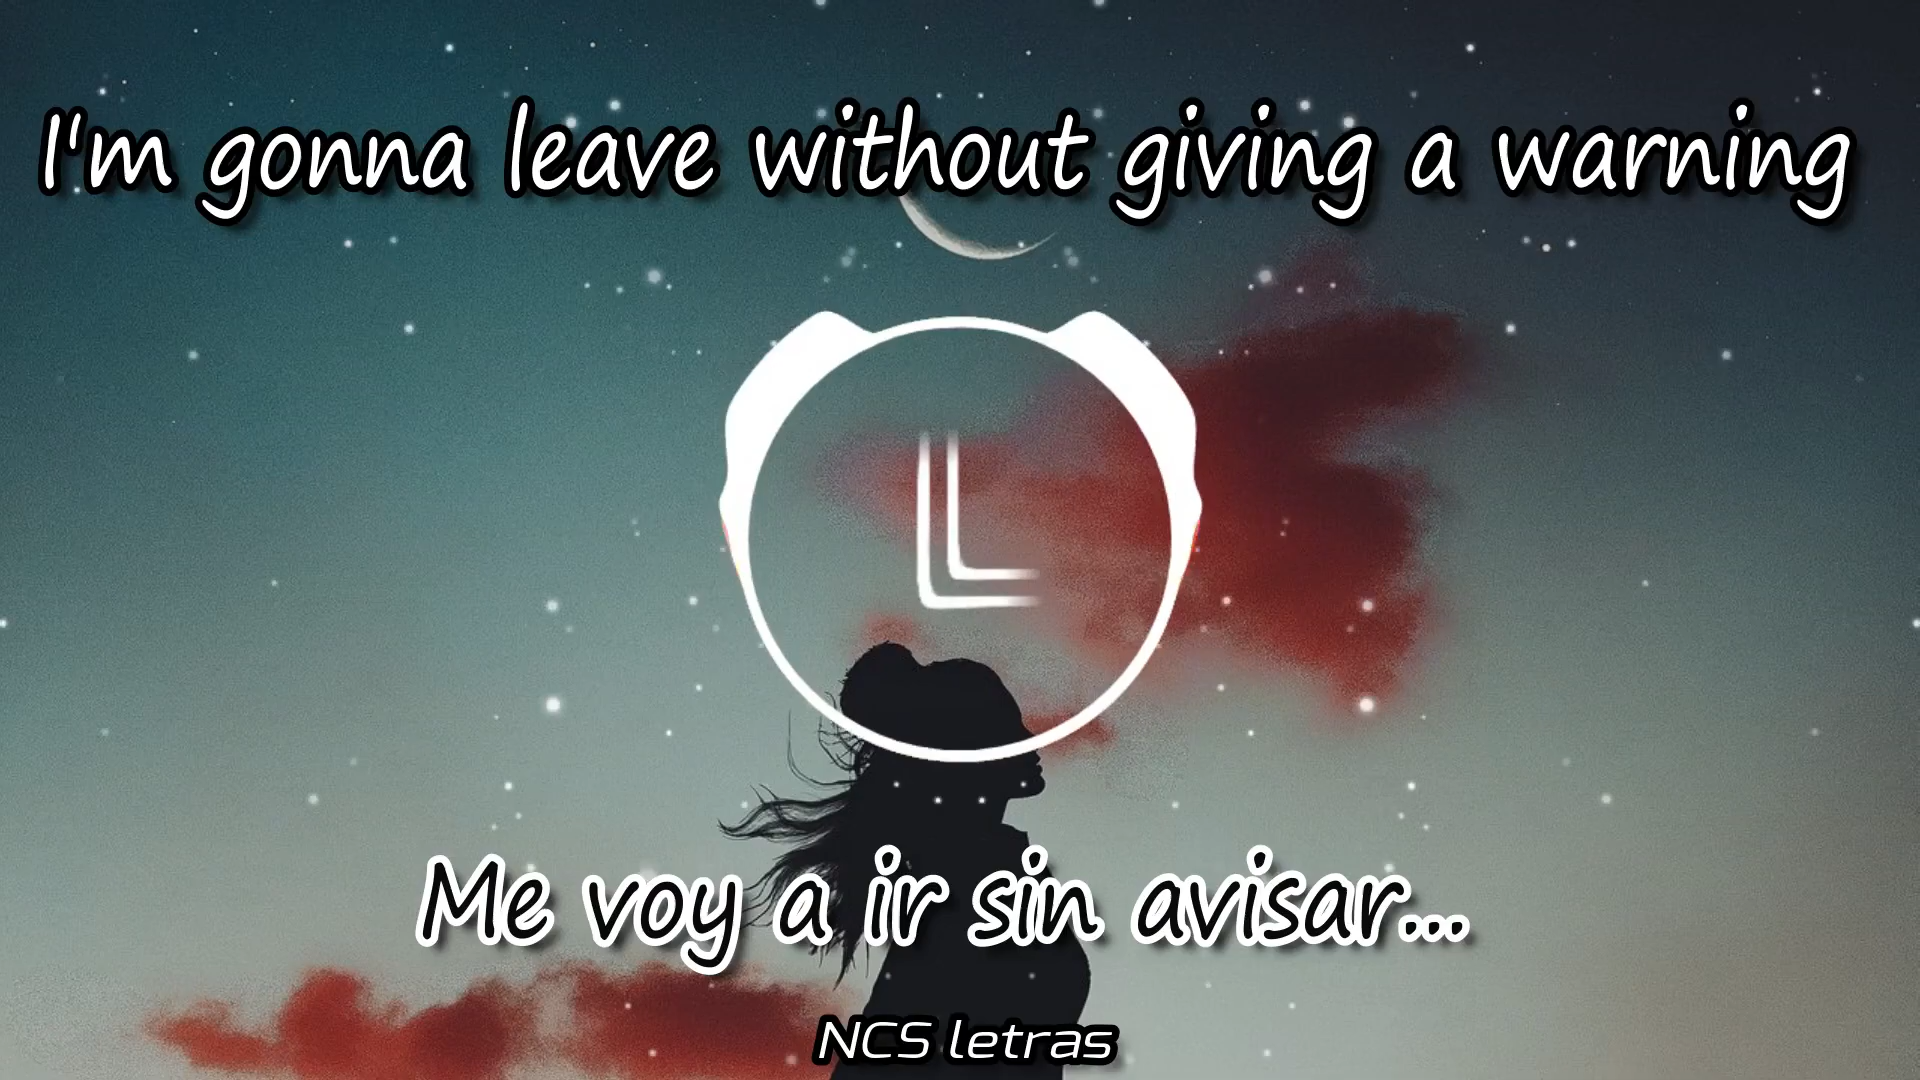 I'm gonna leave without giving a warning
L
Me voy a ir sin avisar...
NCS letras